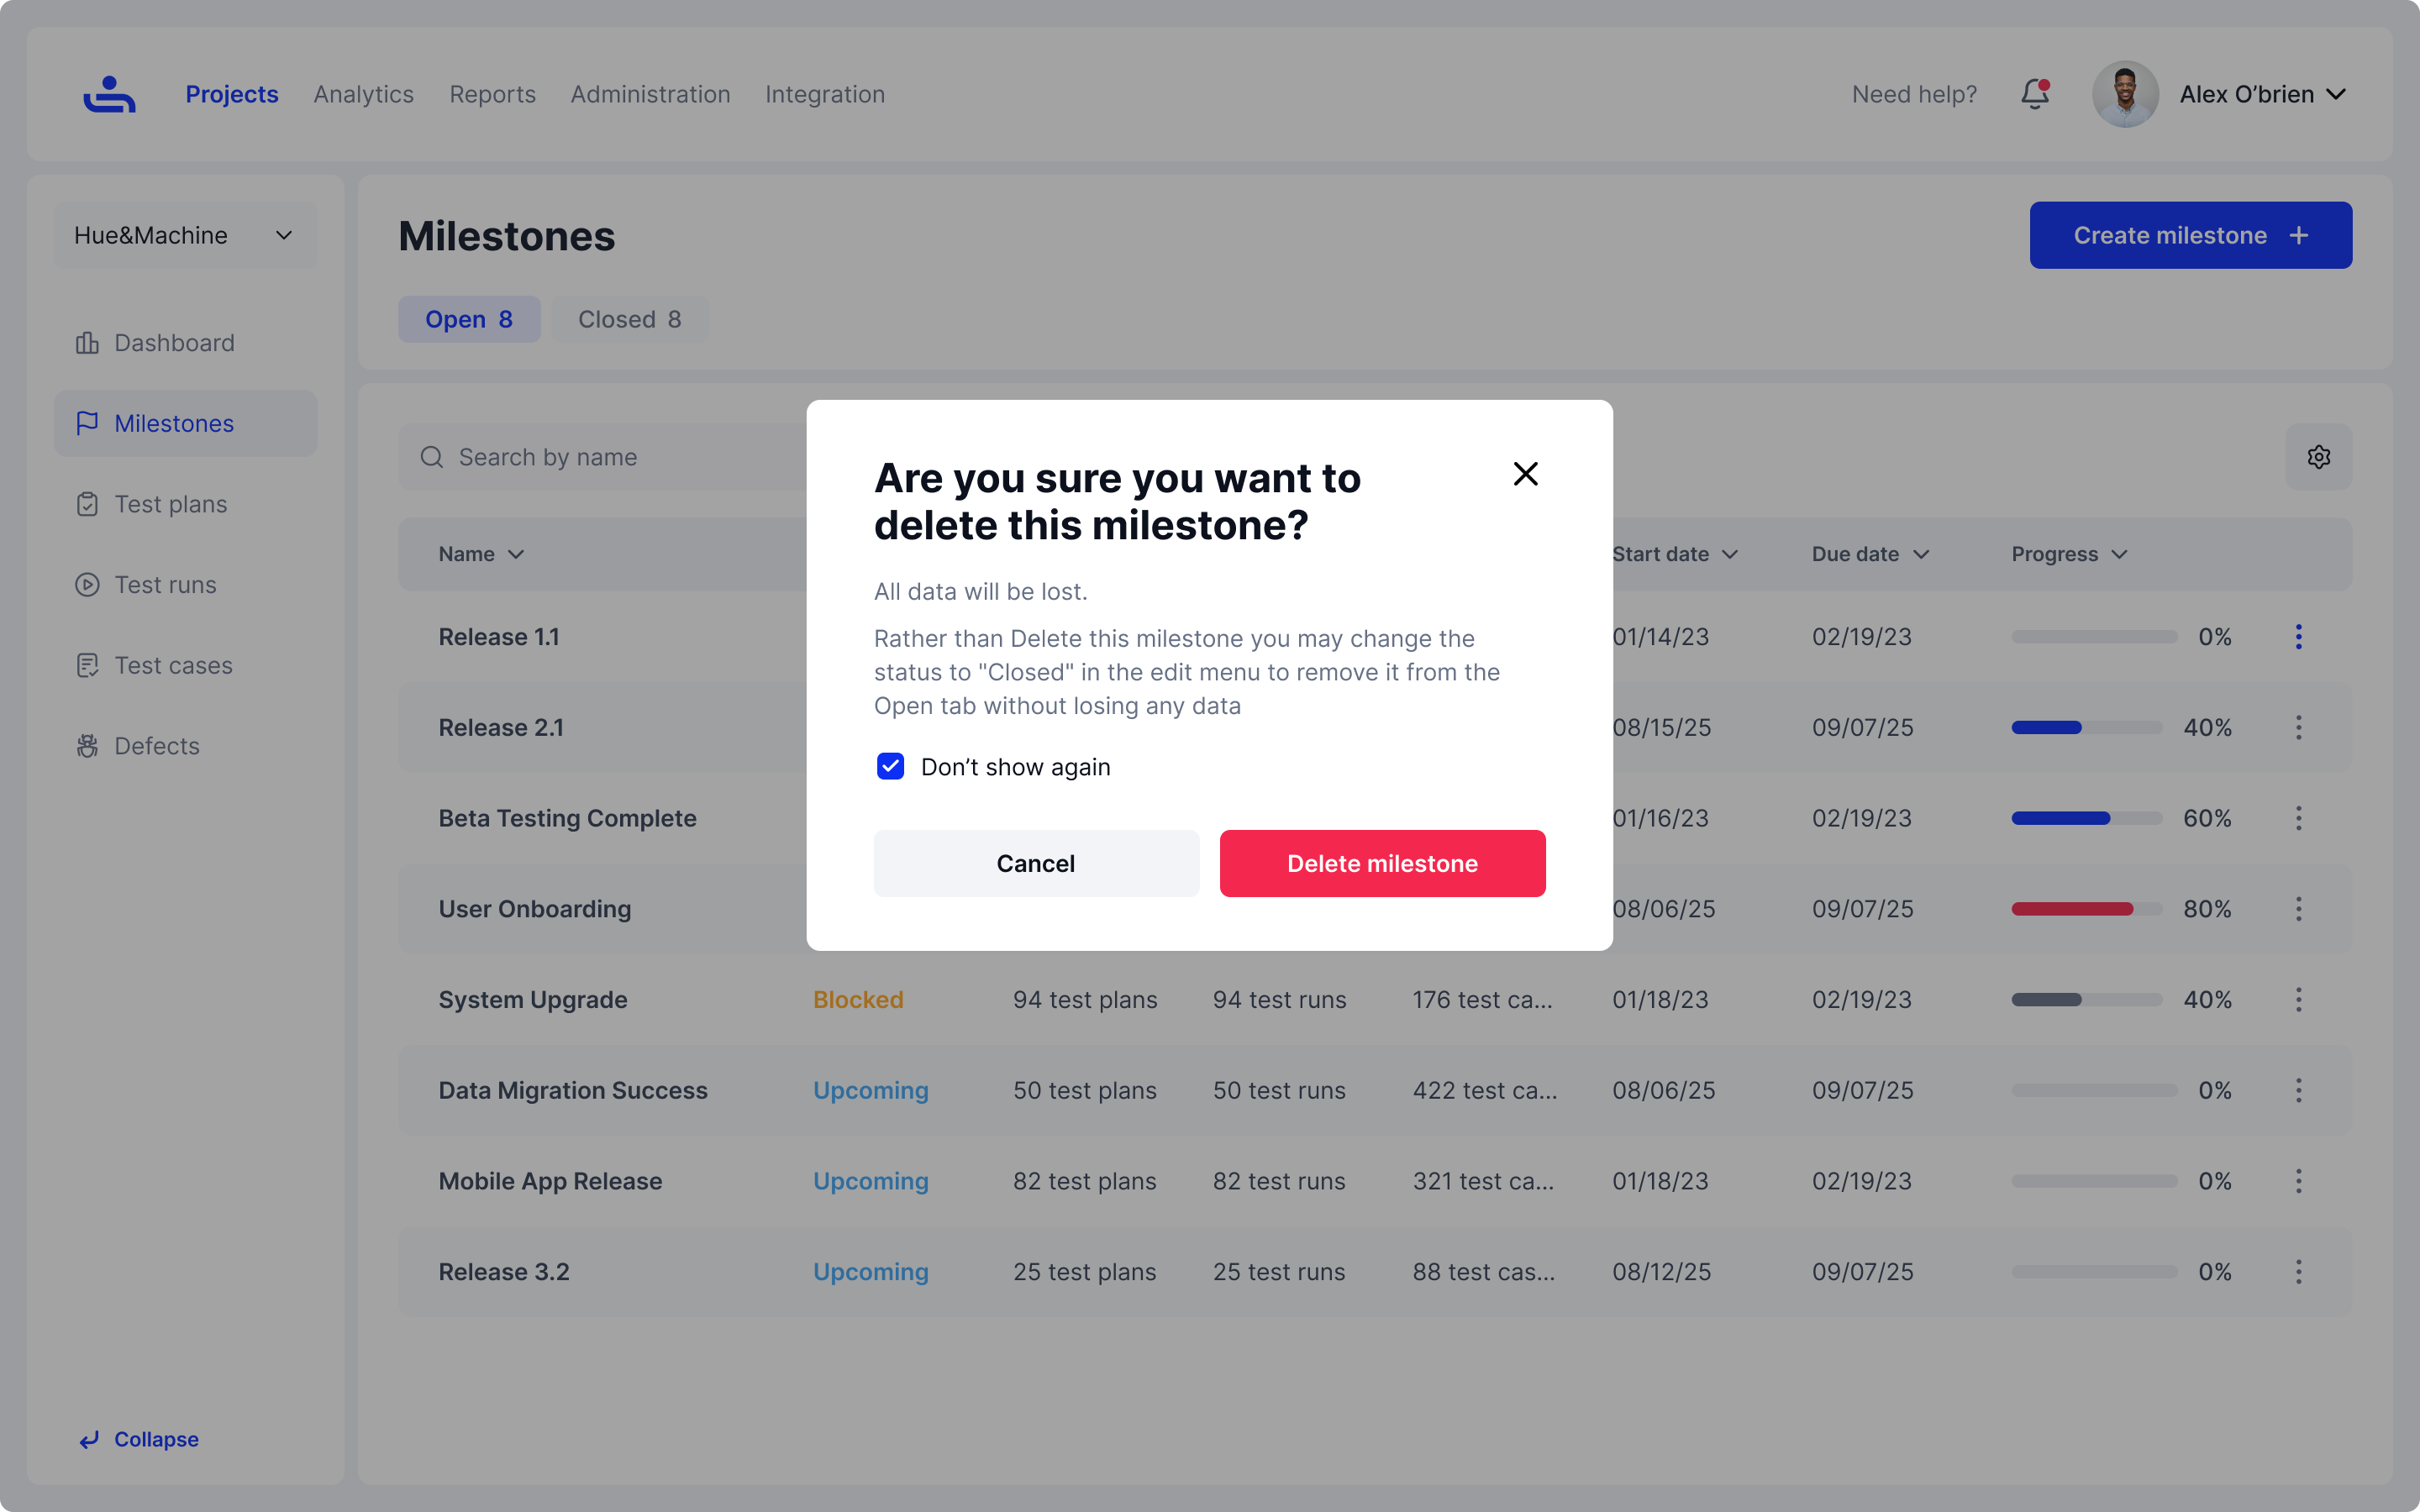 Projects Analytics Reports Administration Integration Need help? Alex O’brien
Hue&Machine
Dashboard
Milestones
Test plans
Test runs
Test cases
Defects
Collapse
Milestones
Create milestone
Open 8 Closed 8
Search by name
Name Start date Due date Progress
Release 1.1 01/14/23 02/19/23 0%
Release 2.1 08/15/25 09/07/25 40%
Beta Testing Complete 01/16/23 02/19/23 60%
User Onboarding 08/06/25 09/07/25 80%
System Upgrade Blocked 94 test plans 94 test runs 176 test ca... 01/18/23 02/19/23 40%
Data Migration Success Upcoming 50 test plans 50 test runs 422 test ca... 08/06/25 09/07/25 0%
Mobile App Release Upcoming 82 test plans 82 test runs 321 test ca... 01/18/23 02/19/23 0%
Release 3.2 Upcoming 25 test plans 25 test runs 88 test cas... 08/12/25 09/07/25 0%
Are you sure you want to
delete this milestone?
All data will be lost.
Rather than Delete this milestone you may change the
status to "Closed" in the edit menu to remove it from the
Open tab without losing any data
Don’t show again
Cancel Delete milestone